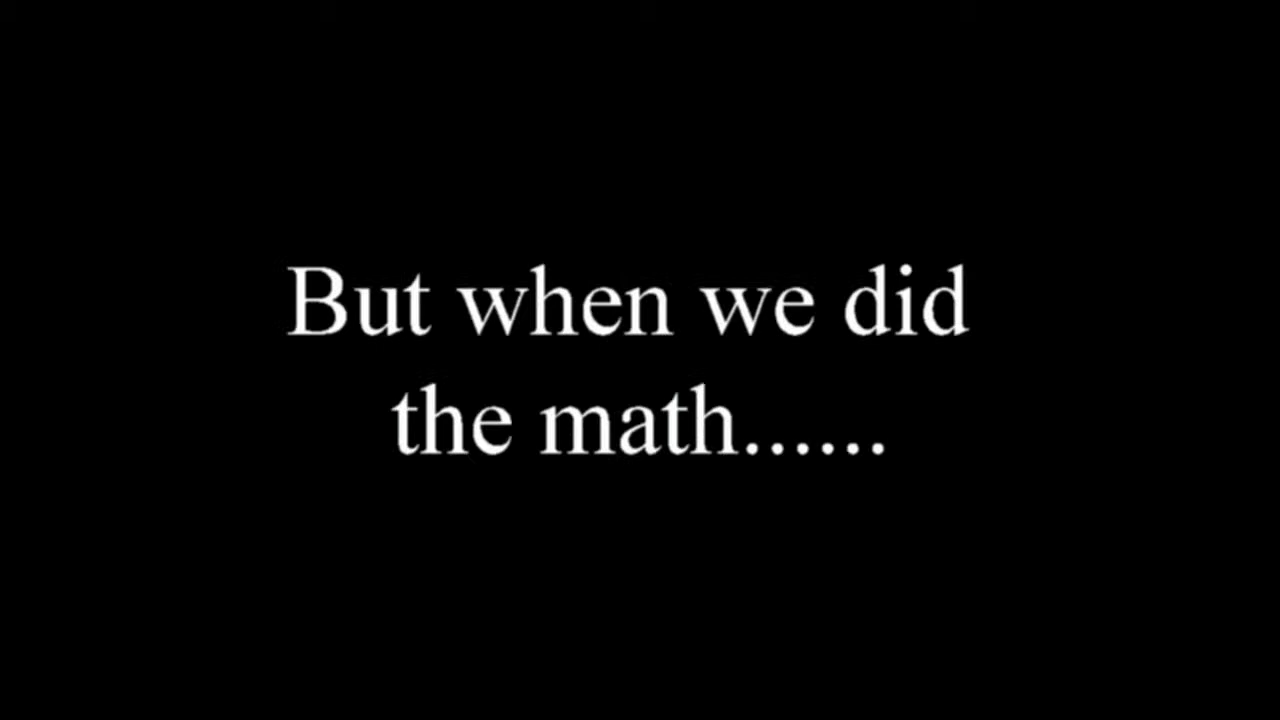 But when we did
the math......